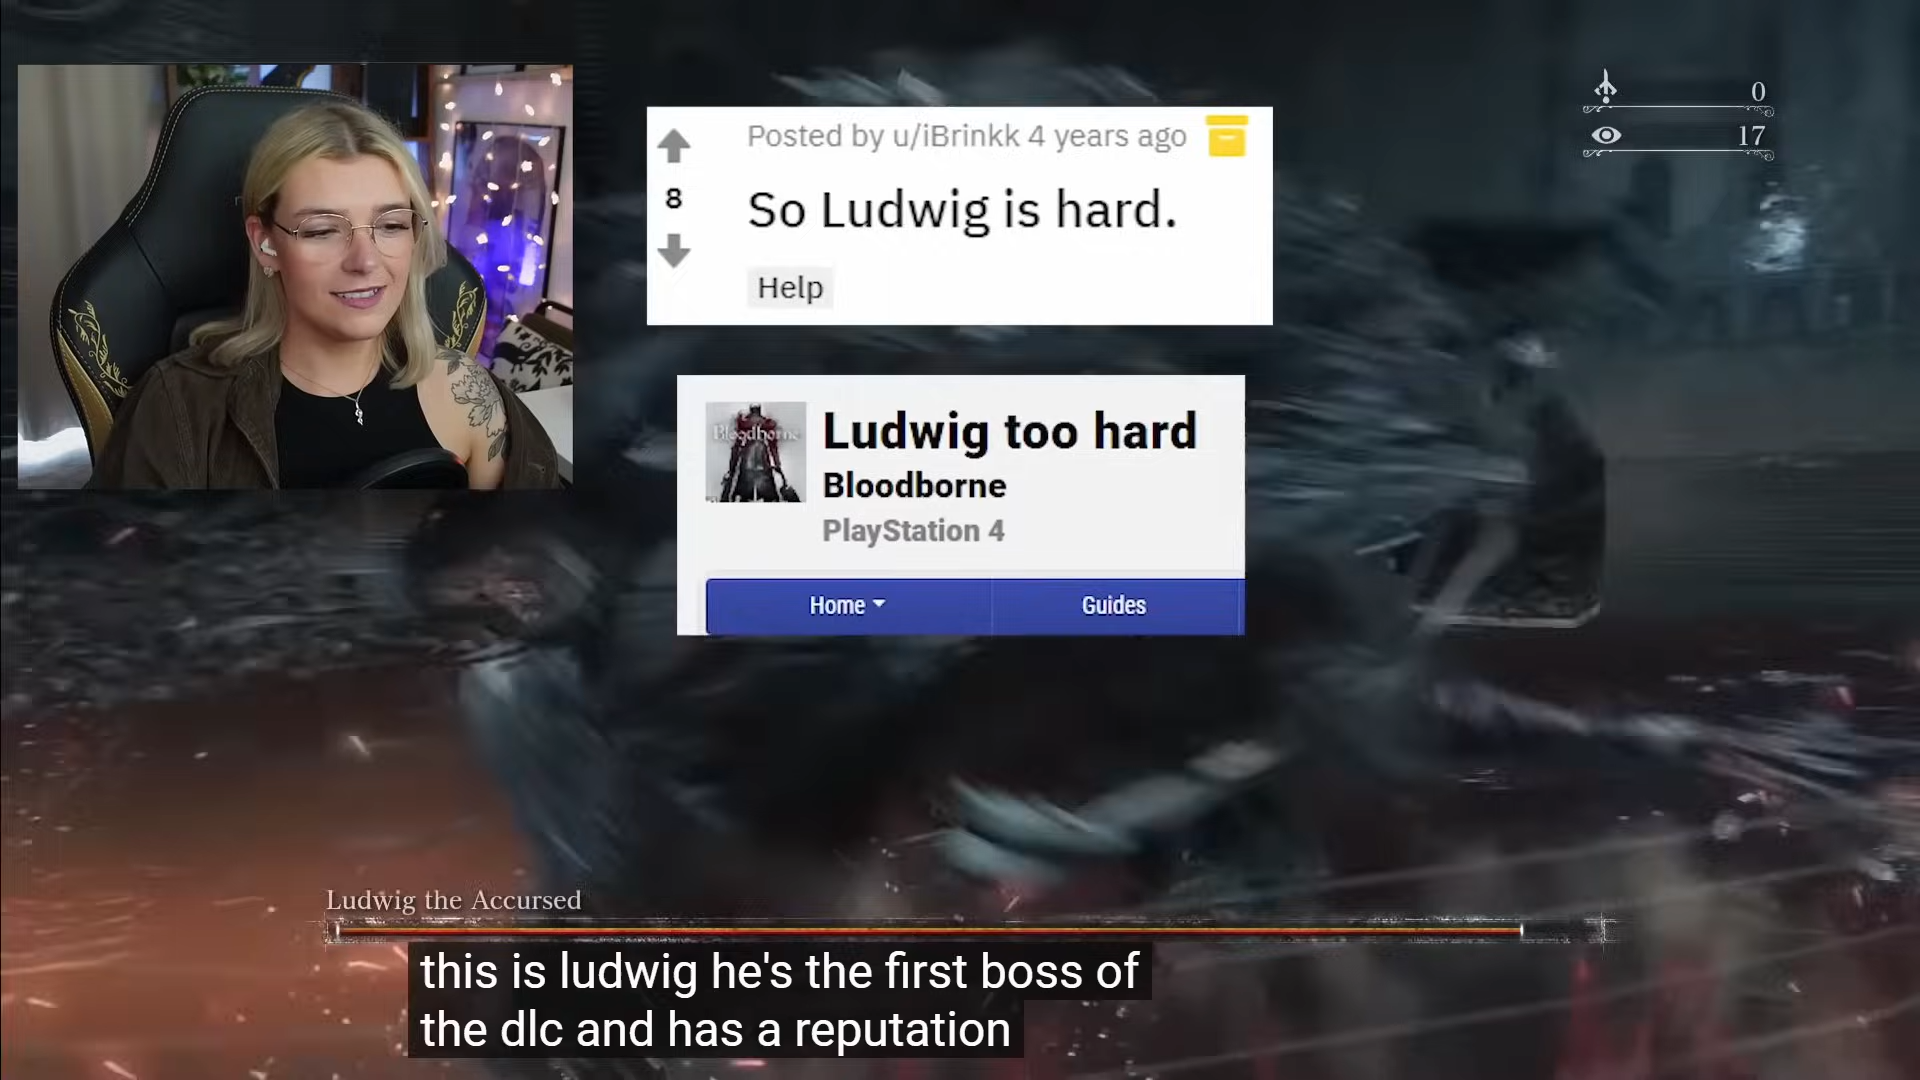 0
17
Posted by u/iBrinkk 4 years ago
8
So Ludwig is hard.
Help
Bloodborne
Ludwig too hard
Bloodborne
PlayStation 4
Home
Guides
Ludwig the Accursed
this is ludwig he's the first boss of
the dlc and has a reputation